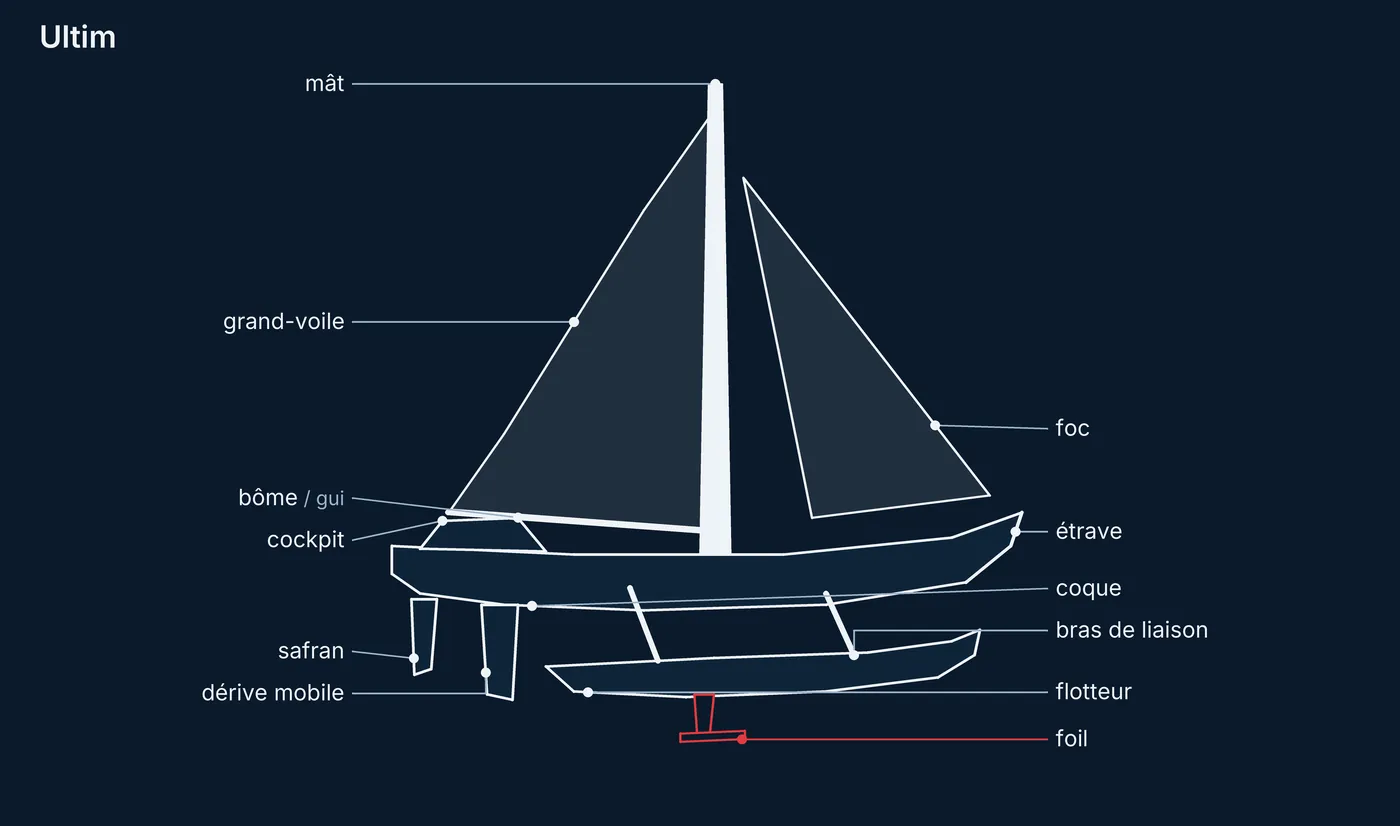 Ultim
mât
grand-voile
foc
bôme / gui
étrave
cockpit
coque
bras de liaison
safran
dérive mobile
flotteur
foil